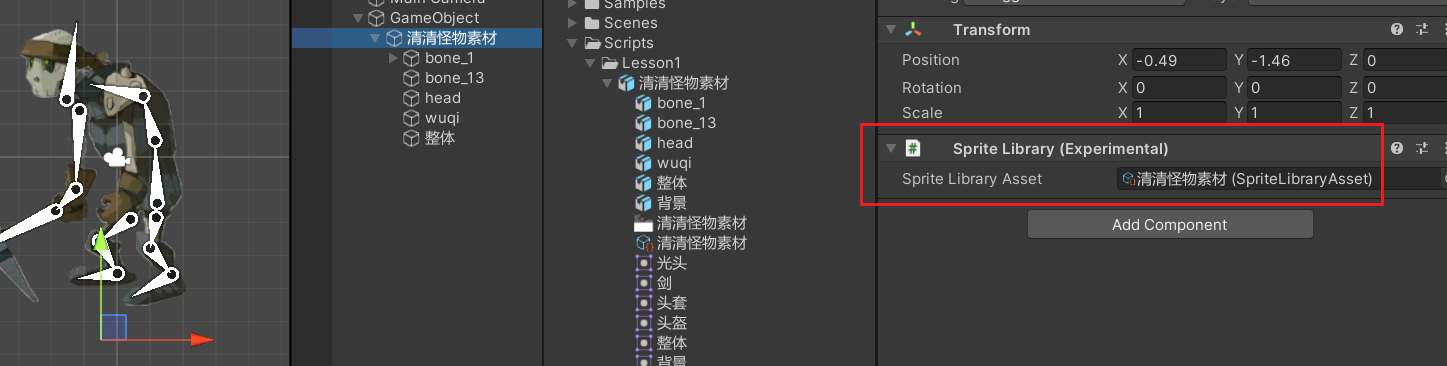 GameObject
清清怪物素材
bone_1
bone_13
head
wuqi
整体
Samples
Scenes
Scripts
Lesson1
清清怪物素材
bone_1
bone_13
head
wuqi
整体
背景
清清怪物素材
清清怪物素材
光头
剑
头套
头盔
整体
背景
Transform
Position X -0.49 Y -1.46 Z 0
Rotation X 0 Y 0 Z 0
Scale X 1 Y 1 Z 1
# Sprite Library (Experimental)
Sprite Library Asset 清清怪物素材 (SpriteLibraryAsset)
Add Component